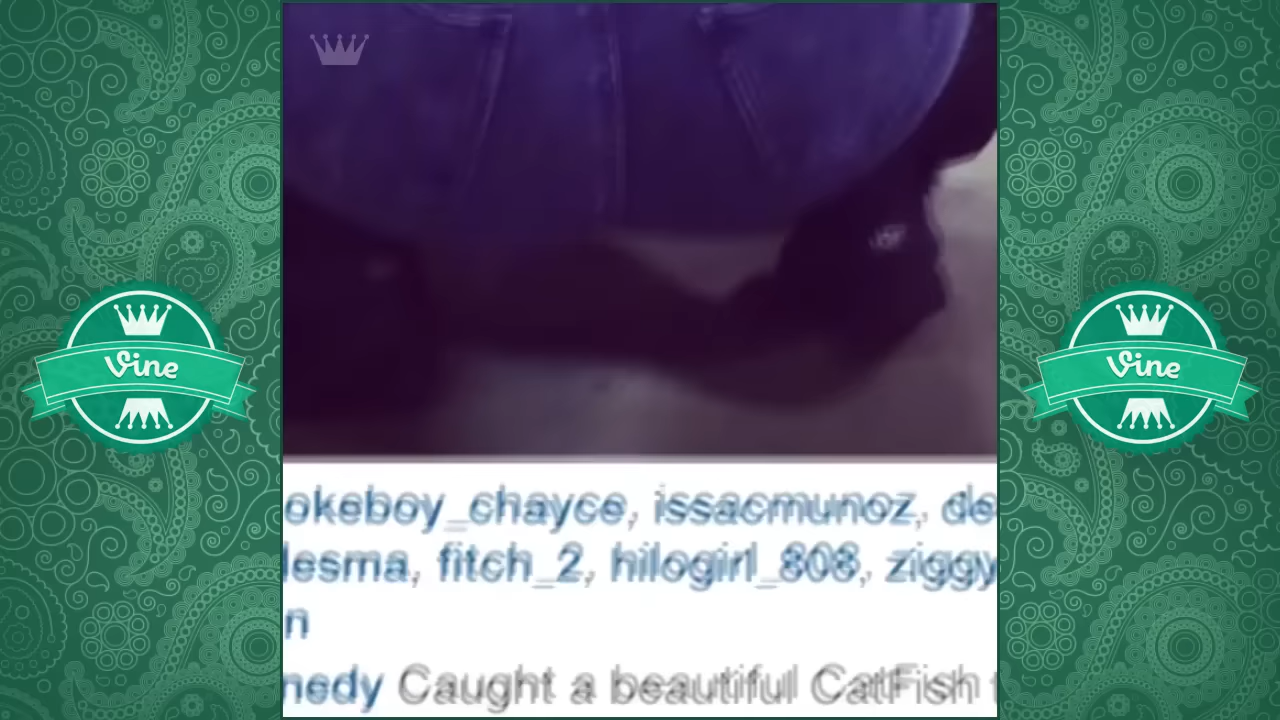 okeboy_chayce, issacmunoz, de
lesma, fitch_2, hilogirl_808, ziggy
n
nedy Caught a beautiful CatFish
Vine
Vine